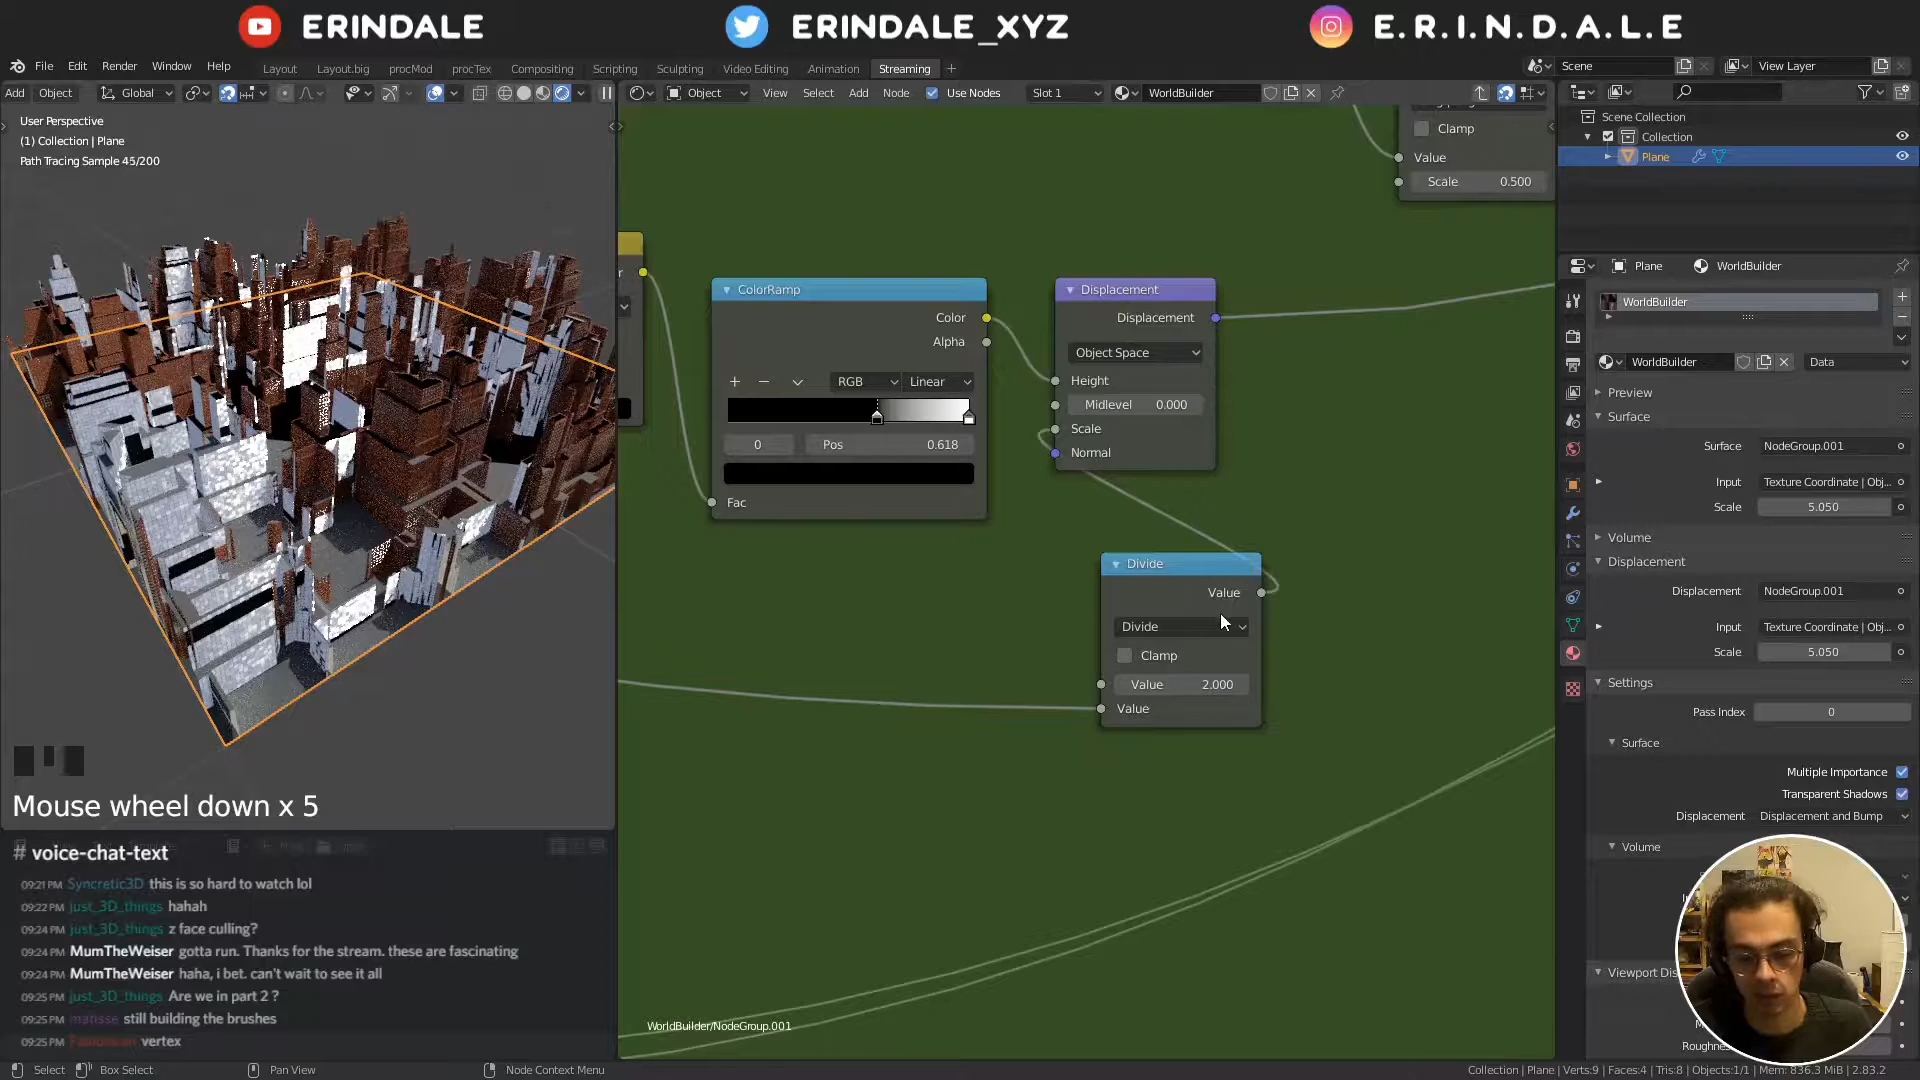 ERINDALE
ERINDALE_XYZ
E.R.I.N.D.A.L.E
File Edit Render Window Help
Layout Layout.big procMod procTex Compositing Scripting Sculpting Video Editing Animation Streaming +
Scene View Layer
Add Object Global
Object View Select Add Node Use Nodes Slot 1 WorldBuilder
User Perspective
(1) Collection | Plane
Path Tracing Sample 45/200
Clamp
Value
Scale 0.500
Scene Collection
Collection
Plane
Plane WorldBuilder
WorldBuilder
WorldBuilder Data
Preview
Surface
Surface NodeGroup.001
Input Texture Coordinate | Obj...
Scale 5.050
Volume
Displacement
Displacement NodeGroup.001
Input Texture Coordinate | Obj...
Scale 5.050
Settings
Pass Index 0
Surface
Multiple Importance
Transparent Shadows
Displacement Displacement and Bump
Volume
Viewport Dis
Roughne
ColorRamp
Color
Alpha
RGB Linear
0 Pos 0.618
Fac
Displacement
Displacement
Object Space
Height
Midlevel 0.000
Scale
Normal
Divide
Value
Divide
Clamp
Value 2.000
Value
WorldBuilder/NodeGroup.001
Mouse wheel down x 5
# voice-chat-text
09:21 PM Syncretic3D this is so hard to watch lol
09:22 PM just_3D_things hahah
09:24 PM just_3D_things z face culling?
09:24 PM MumTheWeiser gotta run. Thanks for the stream. these are fascinating
09:24 PM MumTheWeiser haha, i bet. can't wait to see it all
09:25 PM just_3D_things Are we in part 2 ?
09:25 PM matisse still building the brushes
09:25 PM vertex
Select Box Select Pan View Node Context Menu
Collection | Plane | Verts:9 | Faces:4 | Tris:8 | Objects:1/1 | Mem: 836.3 MiB | 2.83.2